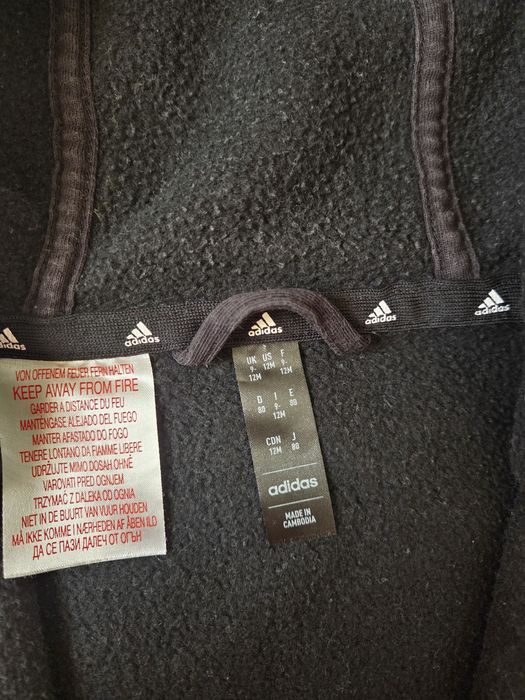 adidas
adidas
adidas
adidas
adidas
VON OFFENEM FEUER FERN HALTEN
KEEP AWAY FROM FIRE
GARDER A DISTANCE DU FEU
MANTÉNGASE ALEJADO DEL FUEGO
MANTER AFASTADO DO FOGO
TENERE LONTANO DA FIAMME LIBERE
UDRŽUJTE MIMO DOSAH OHNĚ
VAROVATI PRED OGNJEM
TRZYMAĆ Z DALEKA OD OGNIA
NIET IN DE BUURT VAN VUUR HOUDEN
MÅ IKKE KOMME I NÆRHEDEN AF ÅBEN ILD
ДА СЕ ПАЗИ ДАЛЕЧ ОТ ОГЪН
UK US F
9- 12M 9-
12M 12M
D I E
80 9- 80
12M
CDN J
12M 80
adidas
MADE IN
CAMBODIA